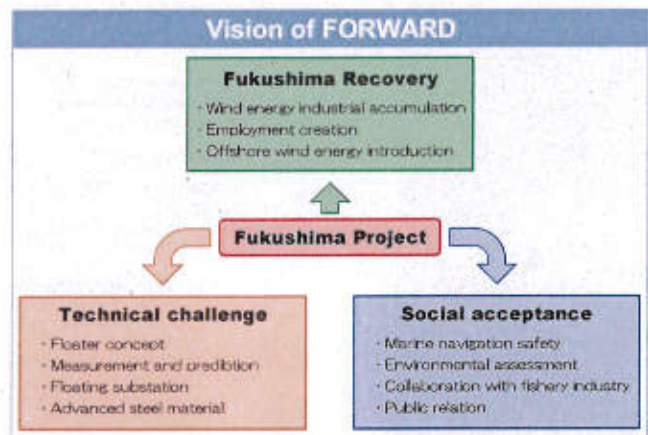 Vision of FORWARD
Fukushima Recovery
・Wind energy industrial accumulation
・Employment creation
・Offshore wind energy introduction
Fukushima Project
Technical challenge
・Floater concept
・Measurement and predibtion
・Floating substation
・Advanced steel material
Social acceptance
・Marine navigation safety
・Environmental assessment
・Collaboration with fishery industry
・Public relation